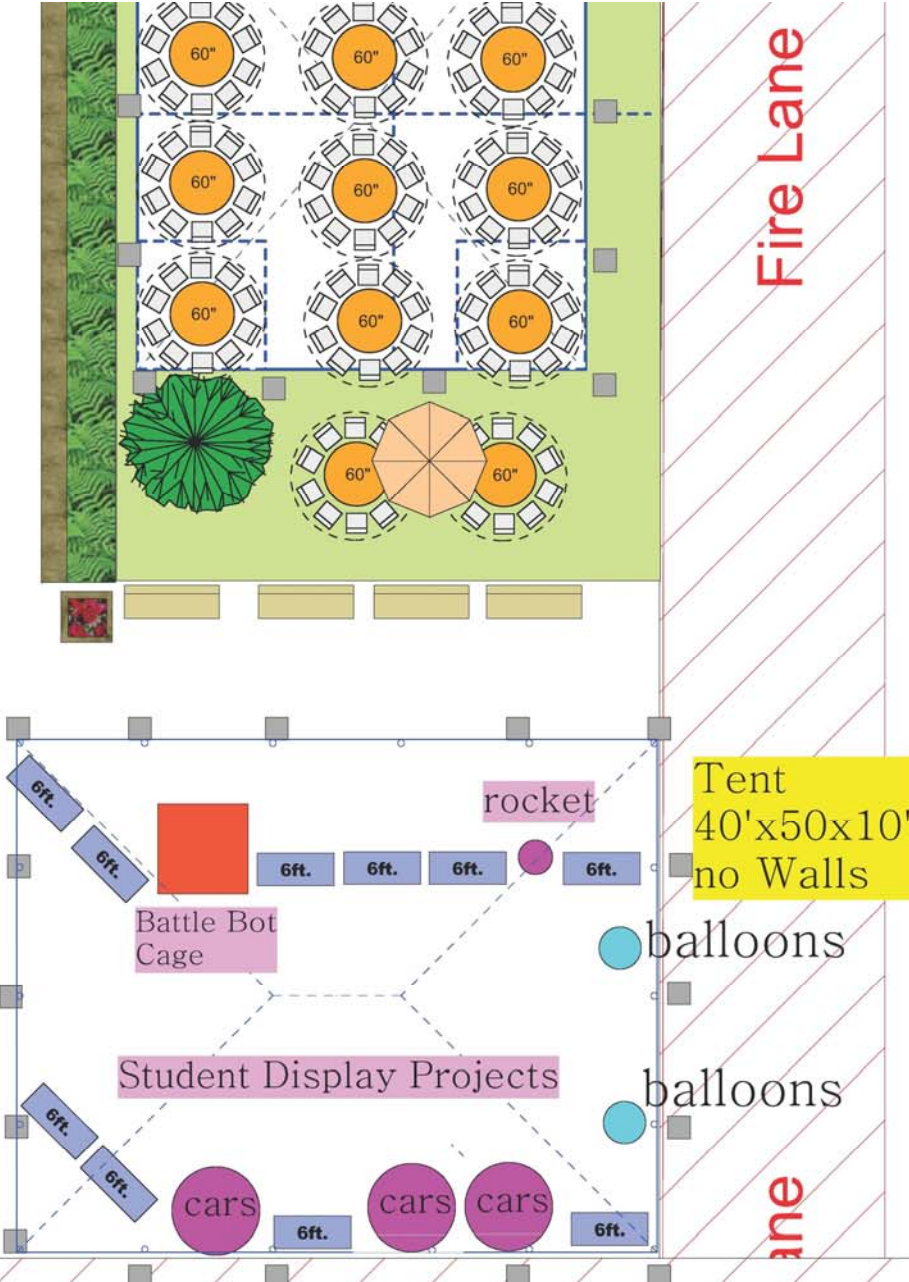 60"
60"
60"
Fire Lane
60"
60"
60"
60"
60"
60"
60"
60"
Tent
40'x50x10'
no Walls
rocket
6ft.
6ft.
6ft.
6ft.
6ft.
6ft.
Battle Bot
Cage
balloons
Student Display Projects
balloons
6ft.
6ft.
cars
cars
cars
6ft.
6ft.
ane